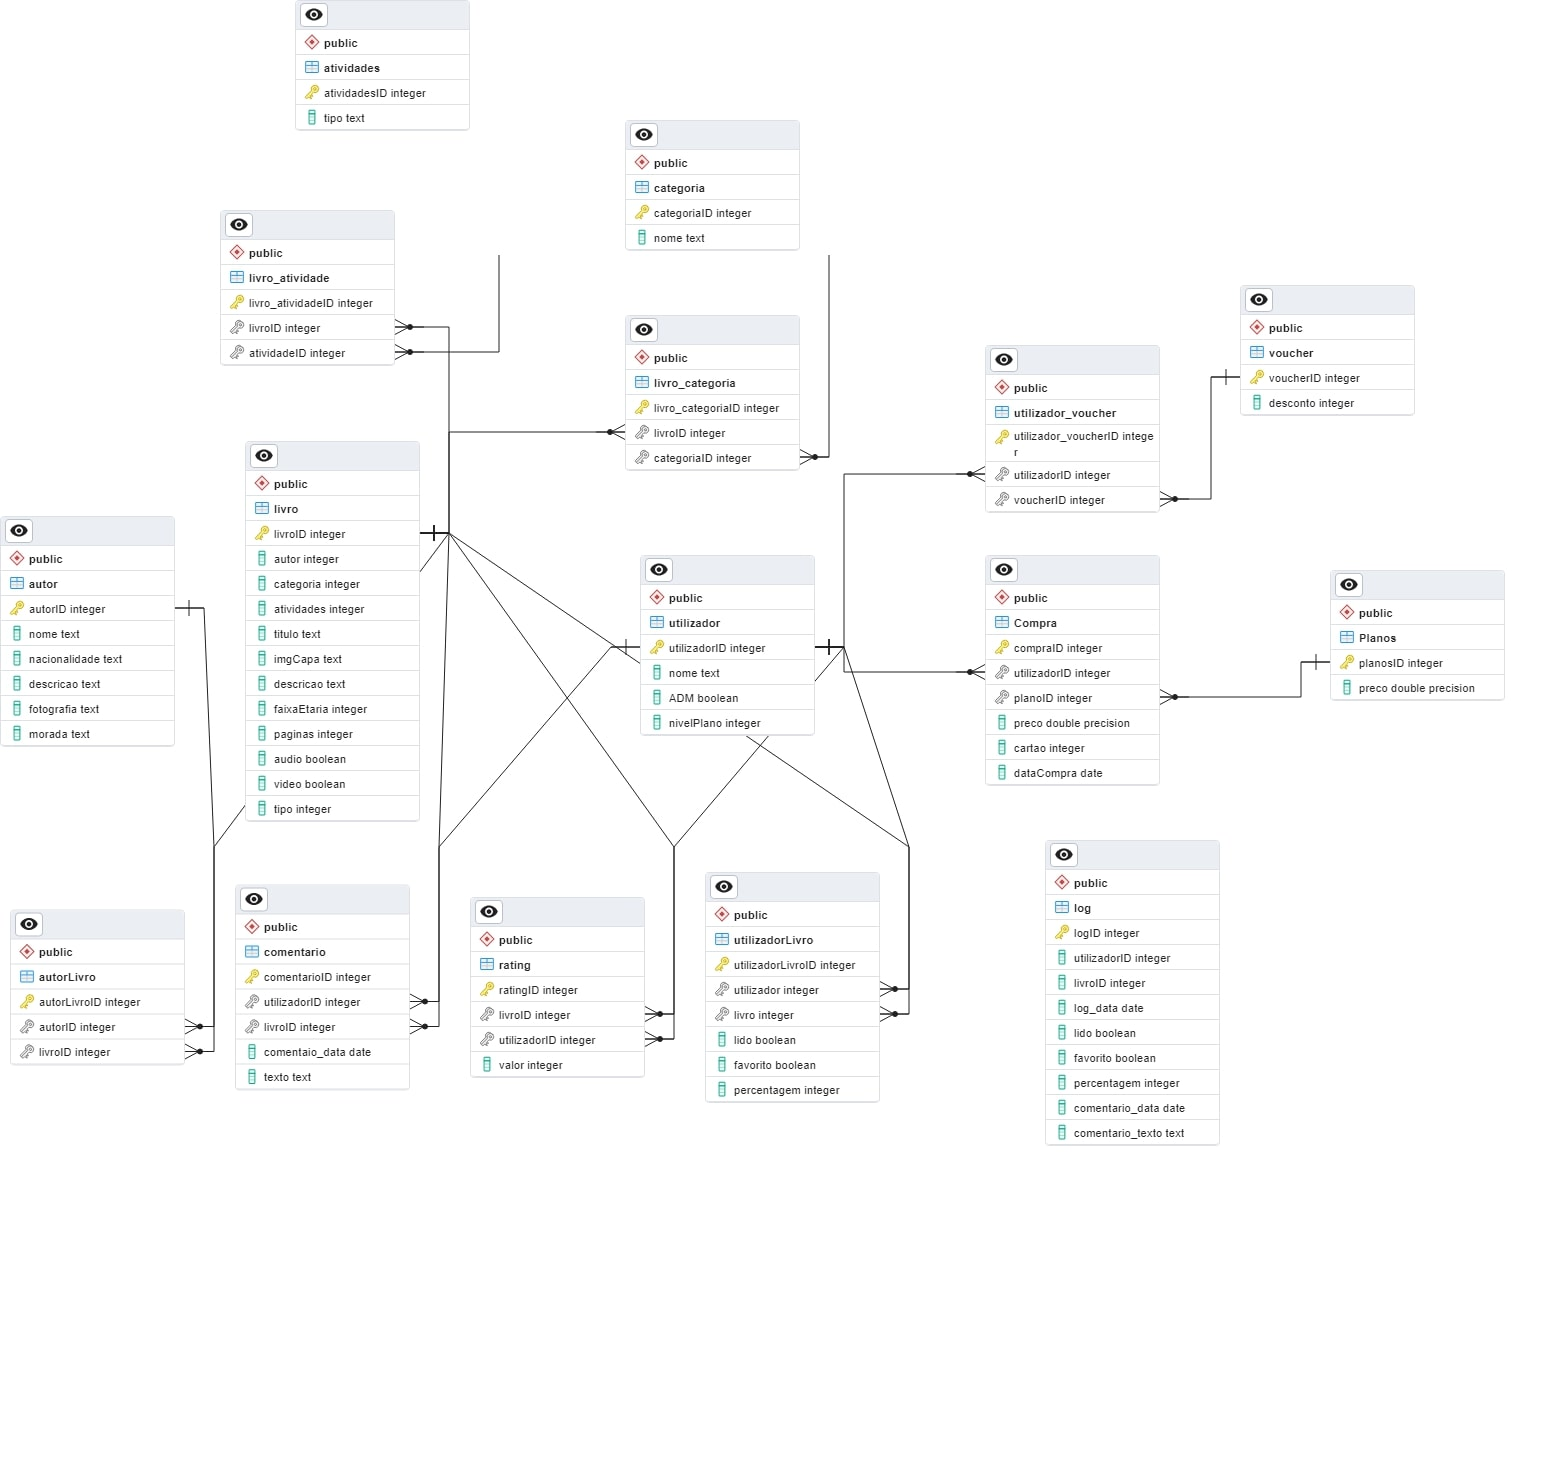 public
atividades
atividadesID integer
tipo text
public
categoria
categoriaID integer
nome text
public
livro_atividade
livro_atividadeID integer
livroID integer
atividadeID integer
public
livro_categoria
livro_categoriaID integer
livroID integer
categoriaID integer
public
voucher
voucherID integer
desconto integer
public
utilizador_voucher
utilizador_voucherID intege
r
utilizadorID integer
voucherID integer
public
livro
livroID integer
autor integer
categoria integer
atividades integer
titulo text
imgCapa text
descricao text
faixaEtaria integer
paginas integer
audio boolean
video boolean
tipo integer
public
autor
autorID integer
nome text
nacionalidade text
descricao text
fotografia text
morada text
public
utilizador
utilizadorID integer
nome text
ADM boolean
nivelPlano integer
public
Compra
compraID integer
utilizadorID integer
planoID integer
preco double precision
cartao integer
dataCompra date
public
Planos
planosID integer
preco double precision
public
autorLivro
autorLivroID integer
autorID integer
livroID integer
public
comentario
comentarioID integer
utilizadorID integer
livroID integer
comentaio_data date
texto text
public
rating
ratingID integer
livroID integer
utilizadorID integer
valor integer
public
utilizadorLivro
utilizadorLivroID integer
utilizador integer
livro integer
lido boolean
favorito boolean
percentagem integer
public
log
logID integer
utilizadorID integer
livroID integer
log_data date
lido boolean
favorito boolean
percentagem integer
comentario_data date
comentario_texto text